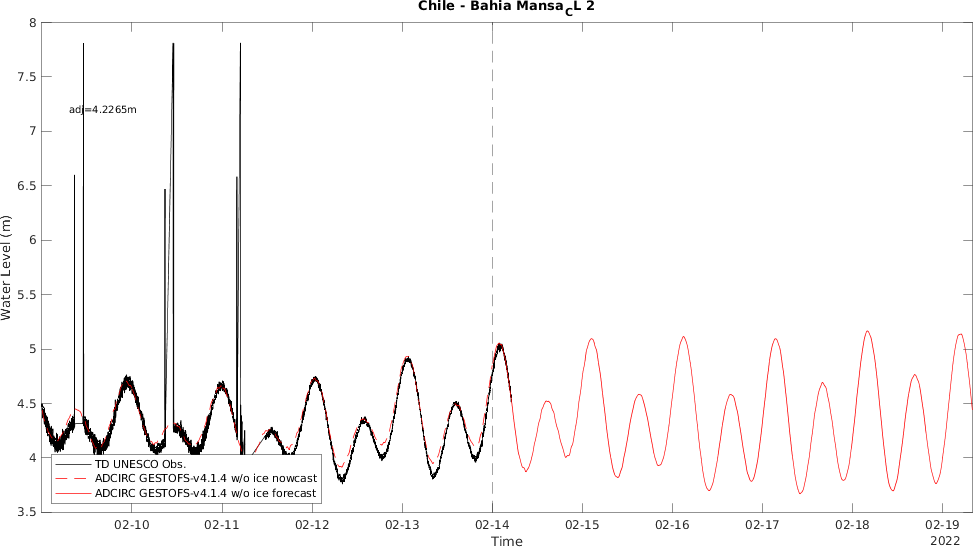 Chile - Bahia MansaCL 2
8
7.5
adj=4.2265m
7
6.5
6
Water Level (m)
5.5
5
4.5
4
TD UNESCO Obs.
ADCIRC GESTOFS-v4.1.4 w/o ice nowcast
ADCIRC GESTOFS-v4.1.4 w/o ice forecast
3.5
02-10 02-11 02-12 02-13 02-14 02-15 02-16 02-17 02-18 02-19
Time
2022